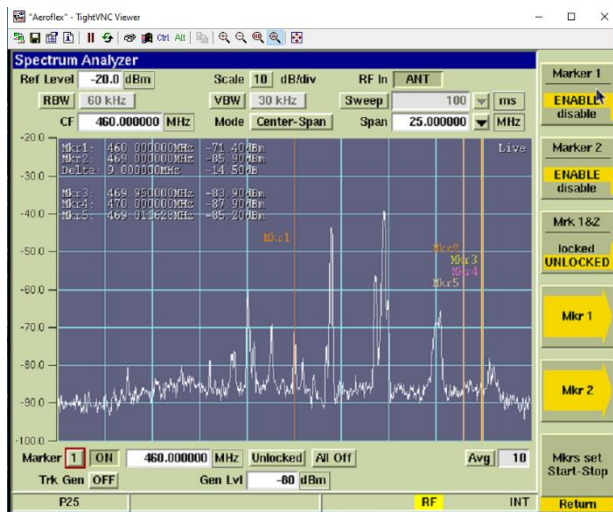 "Aeroflex" - TightVNC Viewer
Ctrl Alt
Spectrum Analyzer
Ref Level -20.0 dBm Scale 10 dB/div RF In ANT
RBW 60 kHz VBW 30 kHz Sweep 100 ms
CF 460.000000 MHz Mode Center-Span Span 25.000000 MHz
-20.0
Mkr1: 460 000000MHz -71.40dBm
Live
Mkr2: 469 000000MHz -85.90dBm
Delta: 9 000000MHz -14.50dB
-30.0
Mkr3: 469 950000MHz -83.90dBm
Mkr4: 470 000000MHz -87.90dBm
Mkr5: 469 011628MHz -85.20dBm
-40.0
Mkr1
-50.0
Mkr2
Mkr3
Mkr4
Mkr5
-60.0
-70.0
-80.0
-90.0
-100.0
Marker 1 ON 460.000000 MHz Unlocked All Off Avg 10
Trk Gen OFF Gen Lvl -80 dBm
P25 RF INT
Marker 1
ENABLE
disable
Marker 2
ENABLE
disable
Mrk 1&2
locked
UNLOCKED
Mkr 1
Mkr 2
Mkrs set
Start-Stop
Return